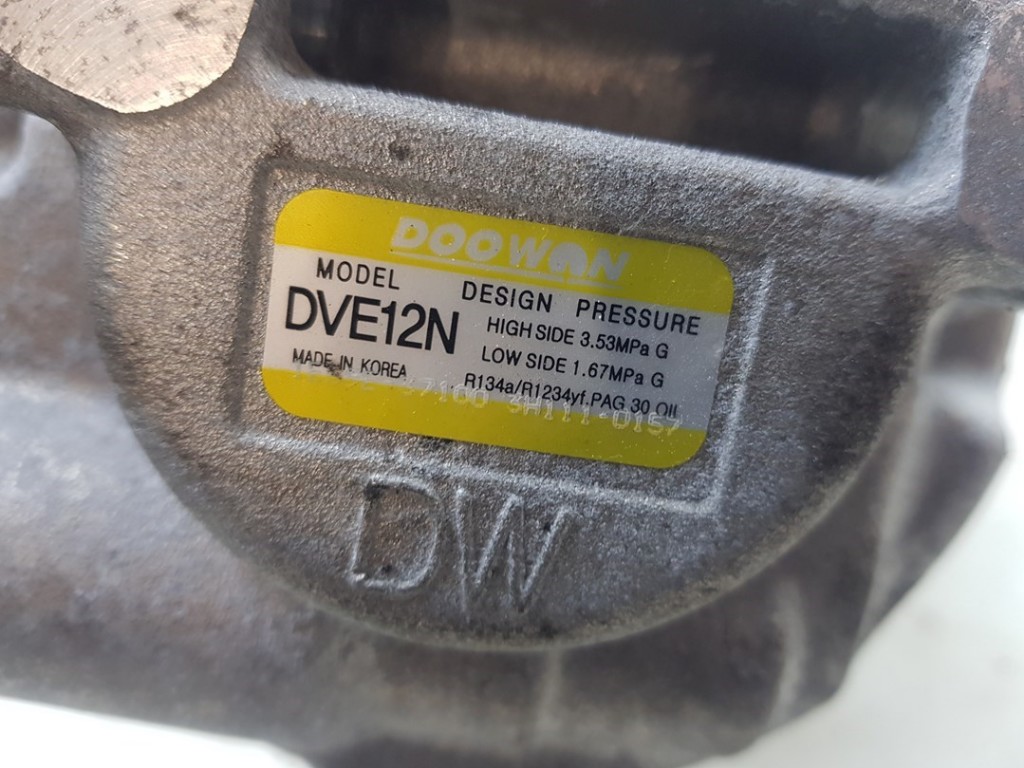 DOOWON
MODEL
DVE12N
MADE IN KOREA
DESIGN PRESSURE
HIGH SIDE 3.53MPa G
LOW SIDE 1.67MPa G
R134a/R1234yf.PAG 30 OIL
0157
DW